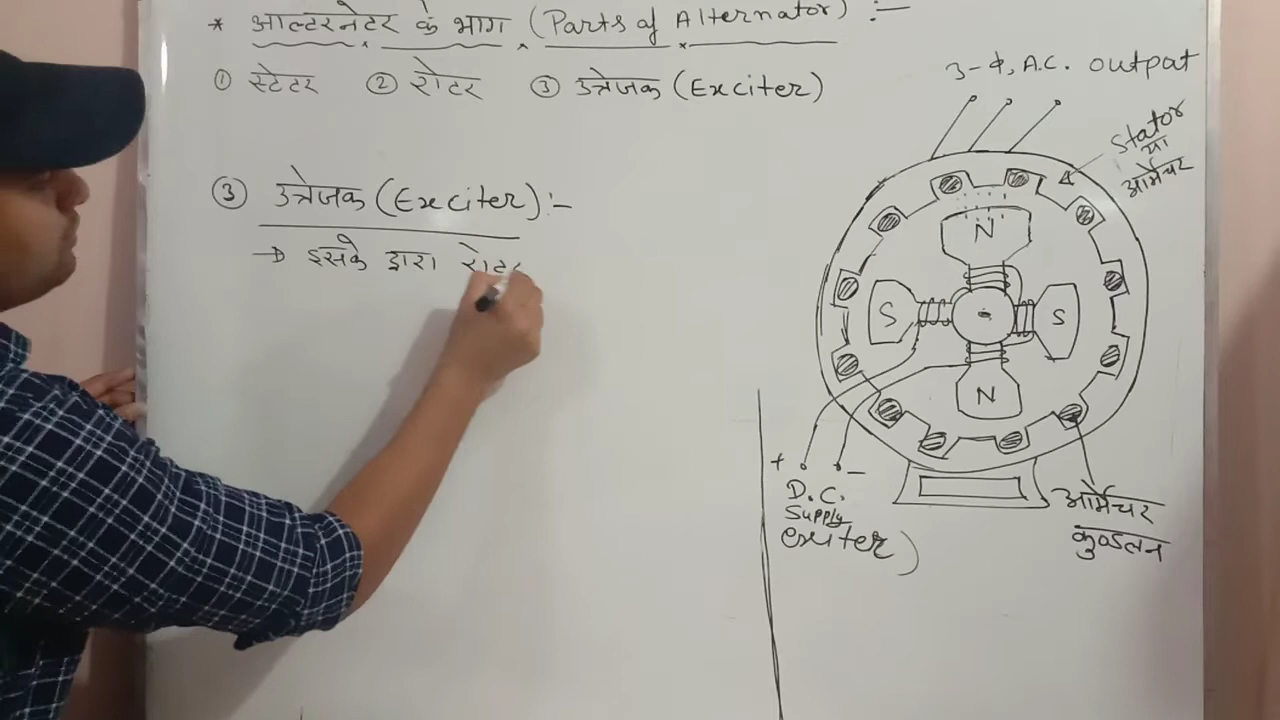 * आल्टरनेटर के भाग (Parts of Alternator) :-
① स्टेटर ② रोटर ③ उत्तेजक (Exciter)
3-Φ, A.C. output
Stator
या
आर्मेचर
③ उत्तेजक (Exciter) :-
→ इसके द्वारा रोट
N
S S
N
+ -
D.C.
Supply
exiter)
आर्मेचर
कुण्डलन